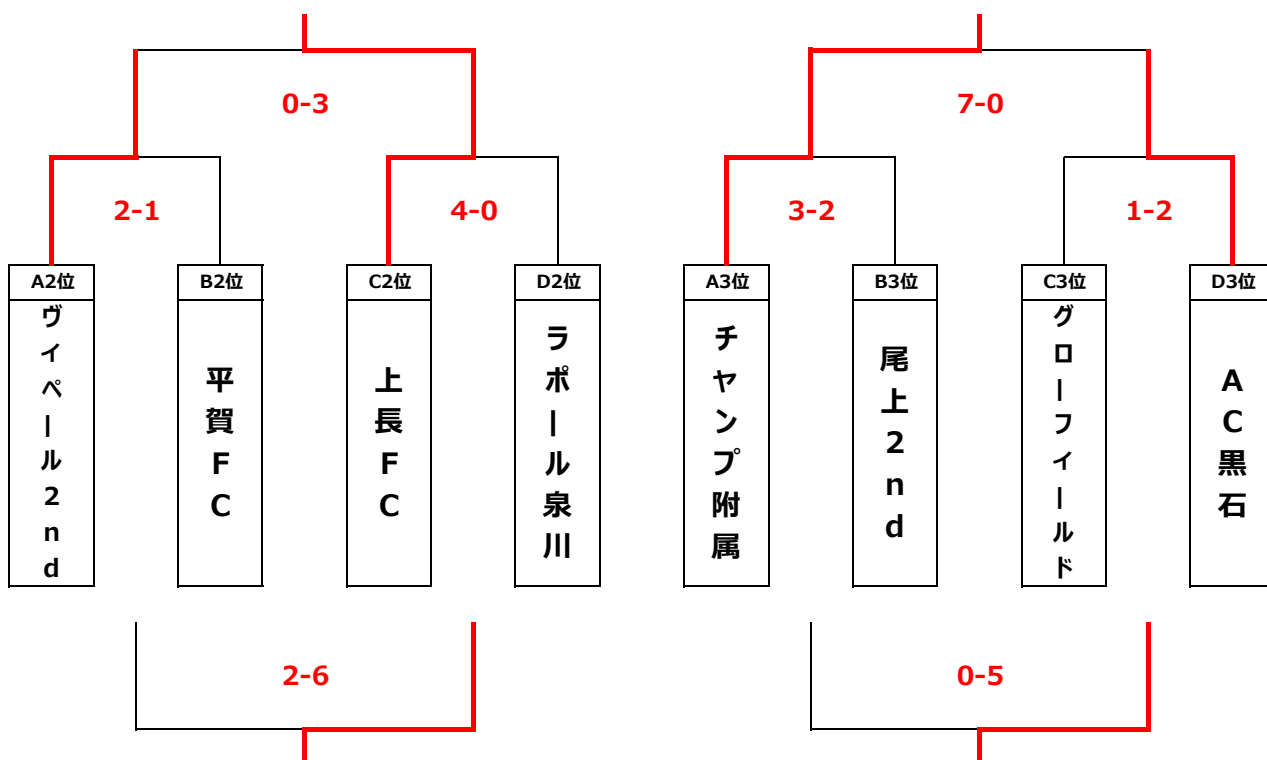 0-3
7-0
2-1
4-0
3-2
1-2
A2位
B2位
C2位
D2位
A3位
B3位
C3位
D3位
ヴィペール2nd
平賀FC
上長FC
ラポール泉川
チャンプ附属
尾上2nd
グローフィールド
AC黒石
2-6
0-5